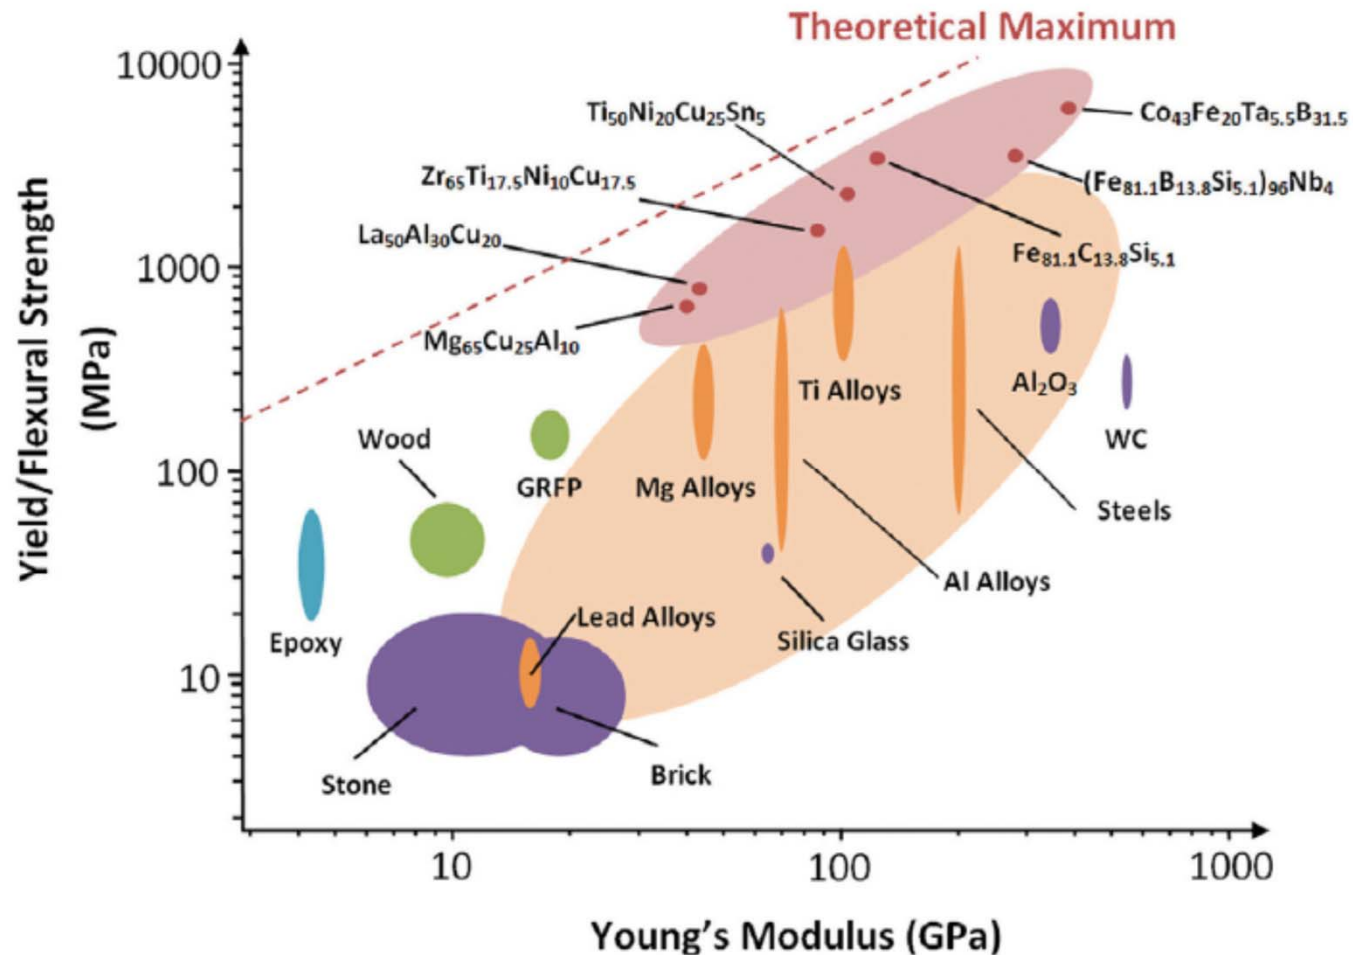 Theoretical Maximum
10000
Ti₅₀Ni₂₀Cu₂₅Sn₅
Co₄₃Fe₂₀Ta₅.₅B₃₁.₅
Zr₆₅Ti₁₇.₅Ni₁₀Cu₁₇.₅
(Fe₈₁.₁B₁₃.₈Si₅.₁)₉₆Nb₄
La₅₀Al₃₀Cu₂₀
Fe₈₁.₁C₁₃.₈Si₅.₁
1000
Mg₆₅Cu₂₅Al₁₀
Yield/Flexural Strength
(MPa)
Ti Alloys
Al₂O₃
Wood
WC
100
GRFP
Mg Alloys
Steels
Al Alloys
Lead Alloys
Epoxy
Silica Glass
10
Stone
Brick
10
100
1000
Young's Modulus (GPa)